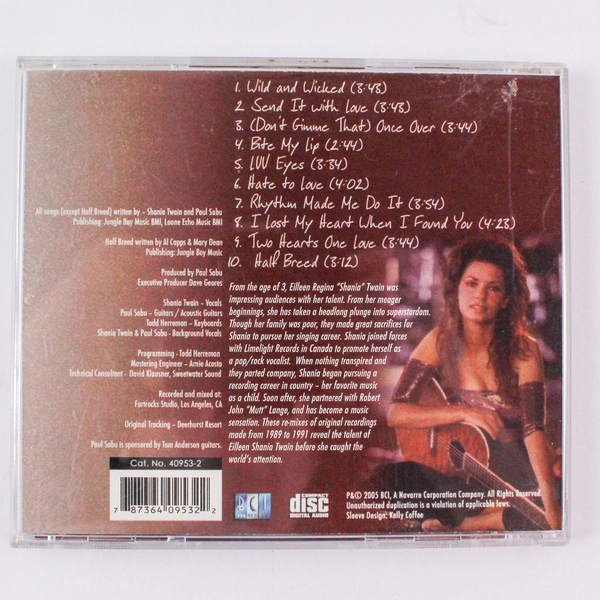 1. Wild and Wicked (3:48)
2. Send It with Love (3:43)
3. (Don't Gimme That) Once Over (3:44)
4. Bite My Lip (2:44)
5. LUV Eyes (3:34)
6. Hate to Love (4:02)
7. Rhythm Made Me Do It (3:54)
8. I Lost My Heart When I Found You (4:23)
9. Two Hearts One Love (3:44)
10. Half Breed (3:12)
All songs (except Half Breed) written by – Shania Twain and Paul Sabu
Publishing: Jungle Boy Music BMI, Loone Echo Music BMI
Half Breed written by Al Capps & Mary Dean
Publishing: Jungle Boy Music
Produced by Paul Sabu
Executive Producer Dave Geores
Shania Twain – Vocals
Paul Sabu – Guitars / Acoustic Guitars
Todd Herreman – Keyboards
Shania Twain & Paul Sabu - Background Vocals
Programming - Todd Herreman
Mastering Engineer - Arnie Acosta
Technical Consultant - David Klausner, Sweetwater Sound
Recorded and mixed at:
Fortrocks Studio, Los Angeles, CA
Original Tracking – Deerhurst Resort
Paul Sabu is sponsored by Tom Anderson guitars.
From the age of 3, Eilleen Regina "Shania" Twain was
impressing audiences with her talent. From her meager
beginnings, she has taken a headlong plunge into superstardom.
Though her family was poor, they made great sacrifices for
Shania to pursue her singing career. Shania joined forces
with Limelight Records in Canada to promote herself as
a pop/rock vocalist. When nothing transpired and
they parted company, Shania began pursuing a
recording career in country – her favorite music
as a child. Soon after, she partnered with Robert
John "Mutt" Lange, and has become a music
sensation. These re-mixes of original recordings
made from 1989 to 1991 reveal the talent of
Eilleen Shania Twain before she caught the
world's attention.
Cat. No. 40953-2
7 87364 09532 2
BCI
COMPACT
disc
DIGITAL AUDIO
P&© 2005 BCI, A Navarre Corporation Company. All Rights Reserved.
Unauthorized duplication is a violation of applicable laws.
Sleeve Design: Kelly Coffee